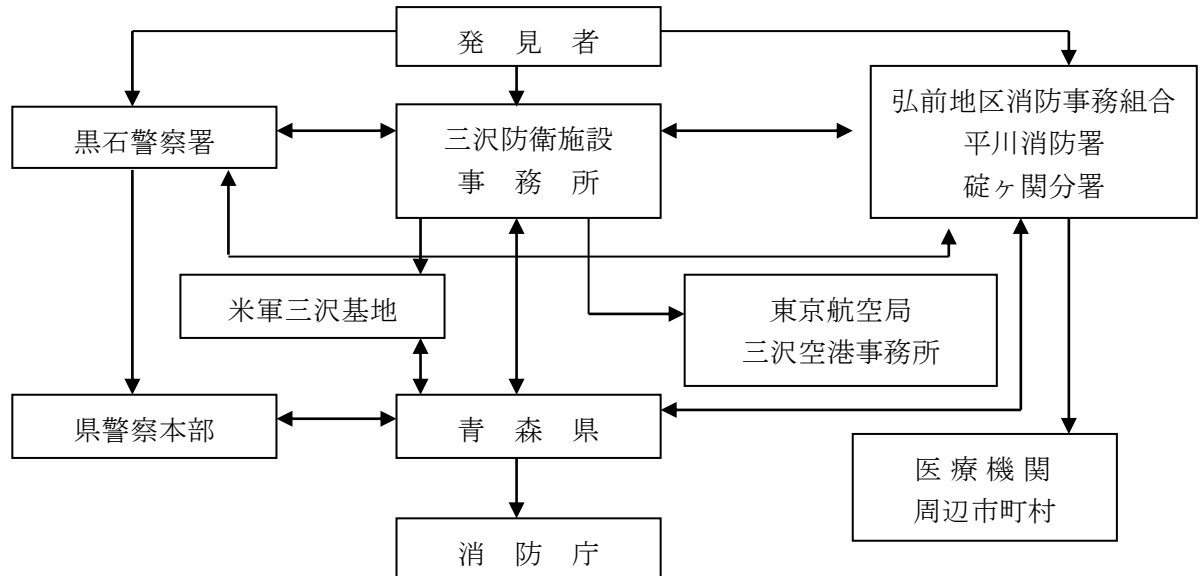 発見者
黒石警察署
三沢防衛施設
事務所
弘前地区消防事務組合
平川消防署
碇ヶ関分署
米軍三沢基地
東京航空局
三沢空港事務所
県警察本部
青森県
医療機関
周辺市町村
消防庁